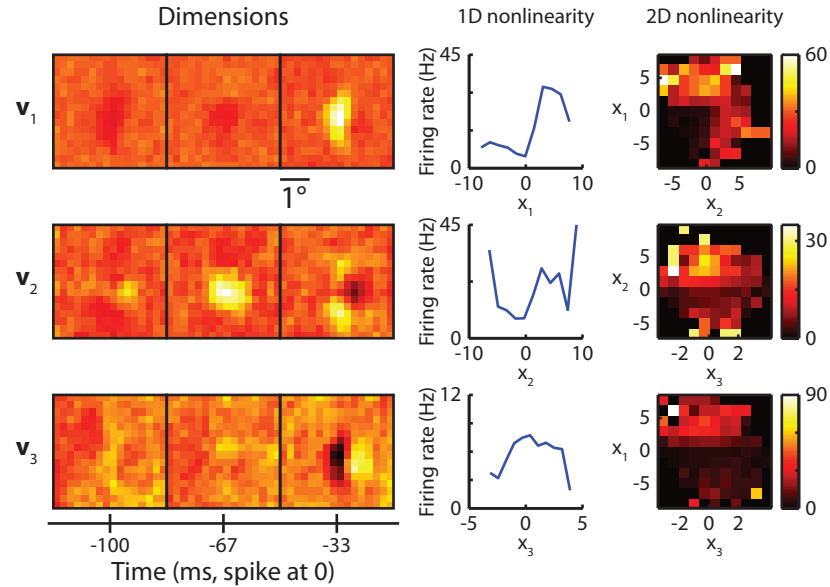 Dimensions
1D nonlinearity
2D nonlinearity
v1
1°
Firing rate (Hz)
45
0
-10 0 10
x1
x1
5
0
-5
-5 0 5
x2
60
0
v2
Firing rate (Hz)
45
0
-10 0 10
x2
x2
5
0
-5
-2 0 2
x3
35
0
v3
Firing rate (Hz)
12
0
-5 0 5
x3
x1
5
0
-5
-2 0 2
x3
90
0
-100 -67 -33
Time (ms, spike at 0)